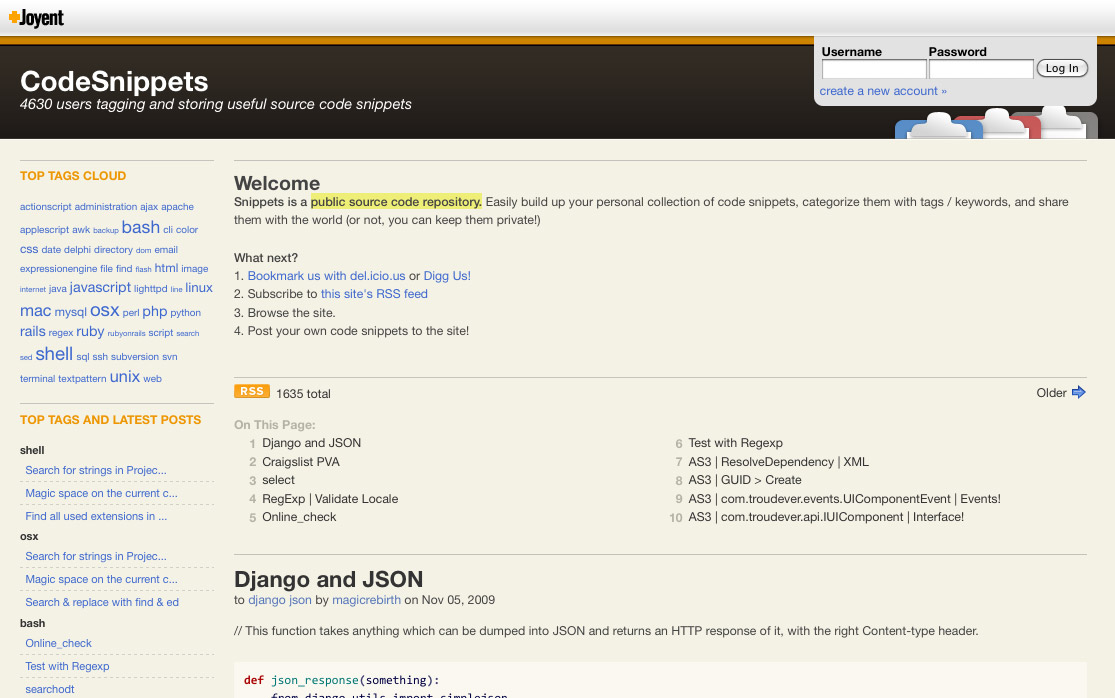 Joyent
Username Password
Log In
create a new account »
CodeSnippets
4630 users tagging and storing useful source code snippets
TOP TAGS CLOUD
actionscript administration ajax apache
applescript awk backup bash cli color
css date delphi directory dom email
expressionengine file find flash html image
internet java javascript lighttpd line linux
mac mysql osx perl php python
rails regex ruby rubyonrails script search
sed shell sql ssh subversion svn
terminal textpattern unix web
TOP TAGS AND LATEST POSTS
shell
Search for strings in Projec...
Magic space on the current c...
Find all used extensions in ...
osx
Search for strings in Projec...
Magic space on the current c...
Search & replace with find & ed
bash
Online_check
Test with Regexp
searchodt
Welcome
Snippets is a public source code repository. Easily build up your personal collection of code snippets, categorize them with tags / keywords, and share
them with the world (or not, you can keep them private!)
What next?
1. Bookmark us with del.icio.us or Digg Us!
2. Subscribe to this site's RSS feed
3. Browse the site.
4. Post your own code snippets to the site!
RSS 1635 total
Older
On This Page:
1 Django and JSON
2 Craigslist PVA
3 select
4 RegExp | Validate Locale
5 Online_check
6 Test with Regexp
7 AS3 | ResolveDependency | XML
8 AS3 | GUID > Create
9 AS3 | com.troudever.events.UIComponentEvent | Events!
10 AS3 | com.troudever.api.IUIComponent | Interface!
Django and JSON
to django json by magicrebirth on Nov 05, 2009
// This function takes anything which can be dumped into JSON and returns an HTTP response of it, with the right Content-type header.
def json_response(something):
from django.utils import simplejson